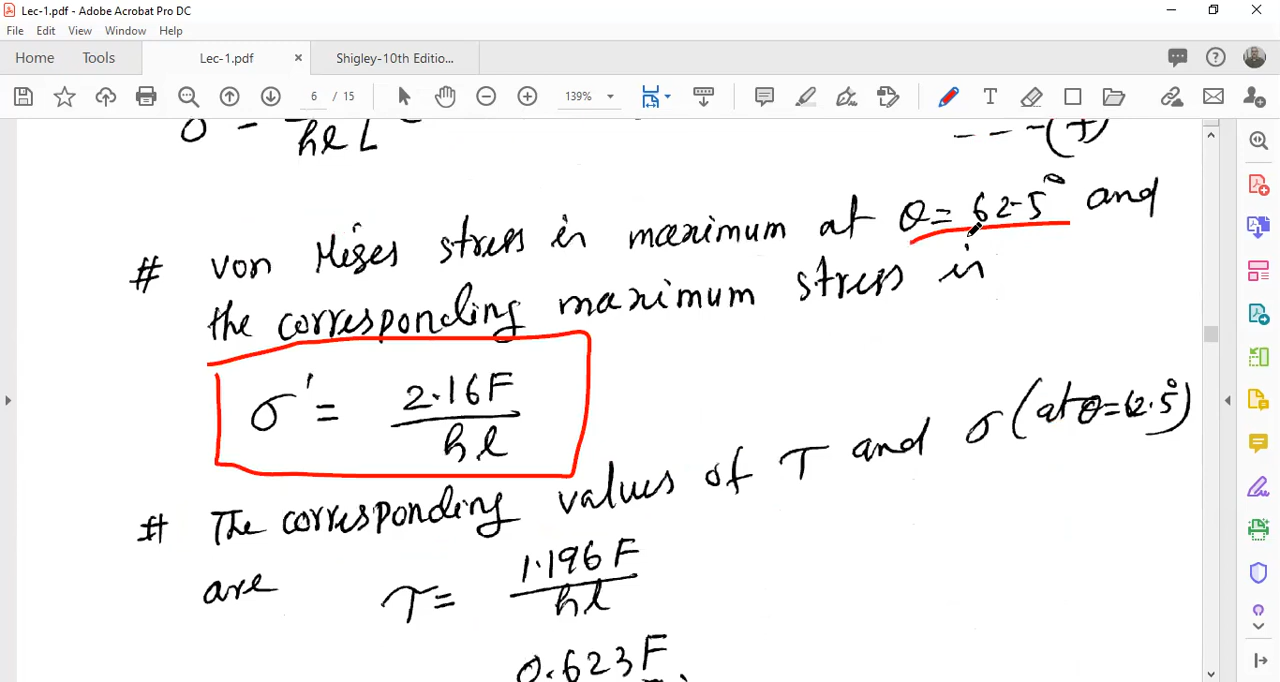 Lec-1.pdf - Adobe Acrobat Pro DC
File Edit View Window Help
Home Tools Lec-1.pdf × Shigley-10th Editio...
6 / 15 139%
σ' = / hl [
- - - (7)
# von Mises stress is maximum at θ = 62.5° and
the corresponding maximum stress is
σ' = 2.16F / hl
# The corresponding values of τ and σ (at θ = 62.5°)
are τ = 1.196F / hl
0.623F